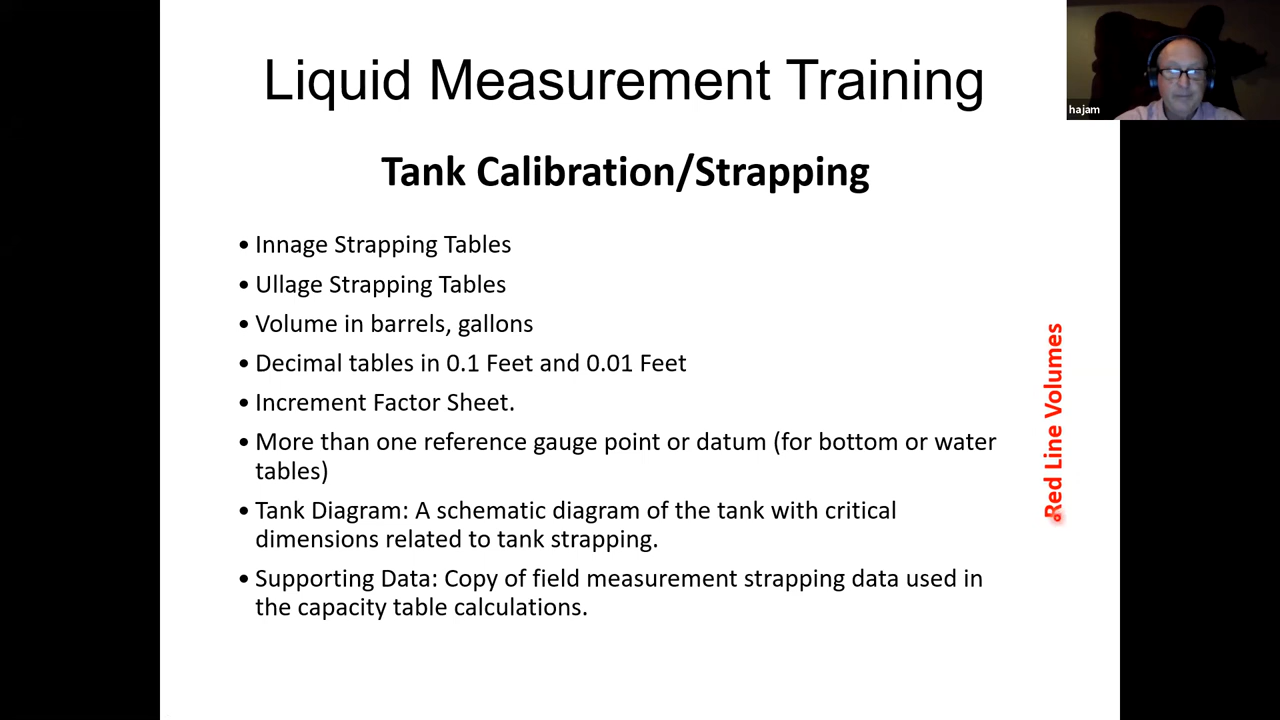 Liquid Measurement Training
hajam
Tank Calibration/Strapping
• Innage Strapping Tables
• Ullage Strapping Tables
• Volume in barrels, gallons
• Decimal tables in 0.1 Feet and 0.01 Feet
• Increment Factor Sheet.
• More than one reference gauge point or datum (for bottom or water
tables)
• Tank Diagram: A schematic diagram of the tank with critical
dimensions related to tank strapping.
• Supporting Data: Copy of field measurement strapping data used in
the capacity table calculations.
Red Line Volumes